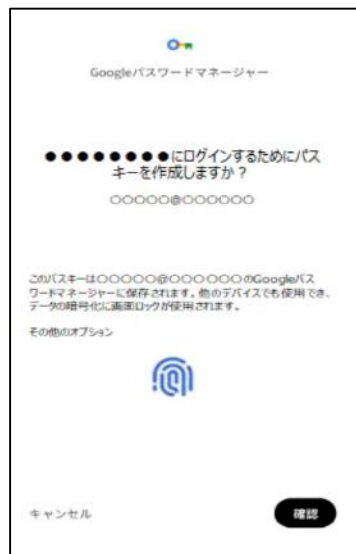 Googleパスワードマネージャー
●●●●●●●●にログインするためにパス
キーを作成しますか？
○○○○○@○○○○○○
このパスキーは○○○○○@○○○○○○のGoogleパス
ワードマネージャーに保存されます。他のデバイスでも使用でき、
データの暗号化に画面ロックが使用されます。
その他のオプション
キャンセル
確認